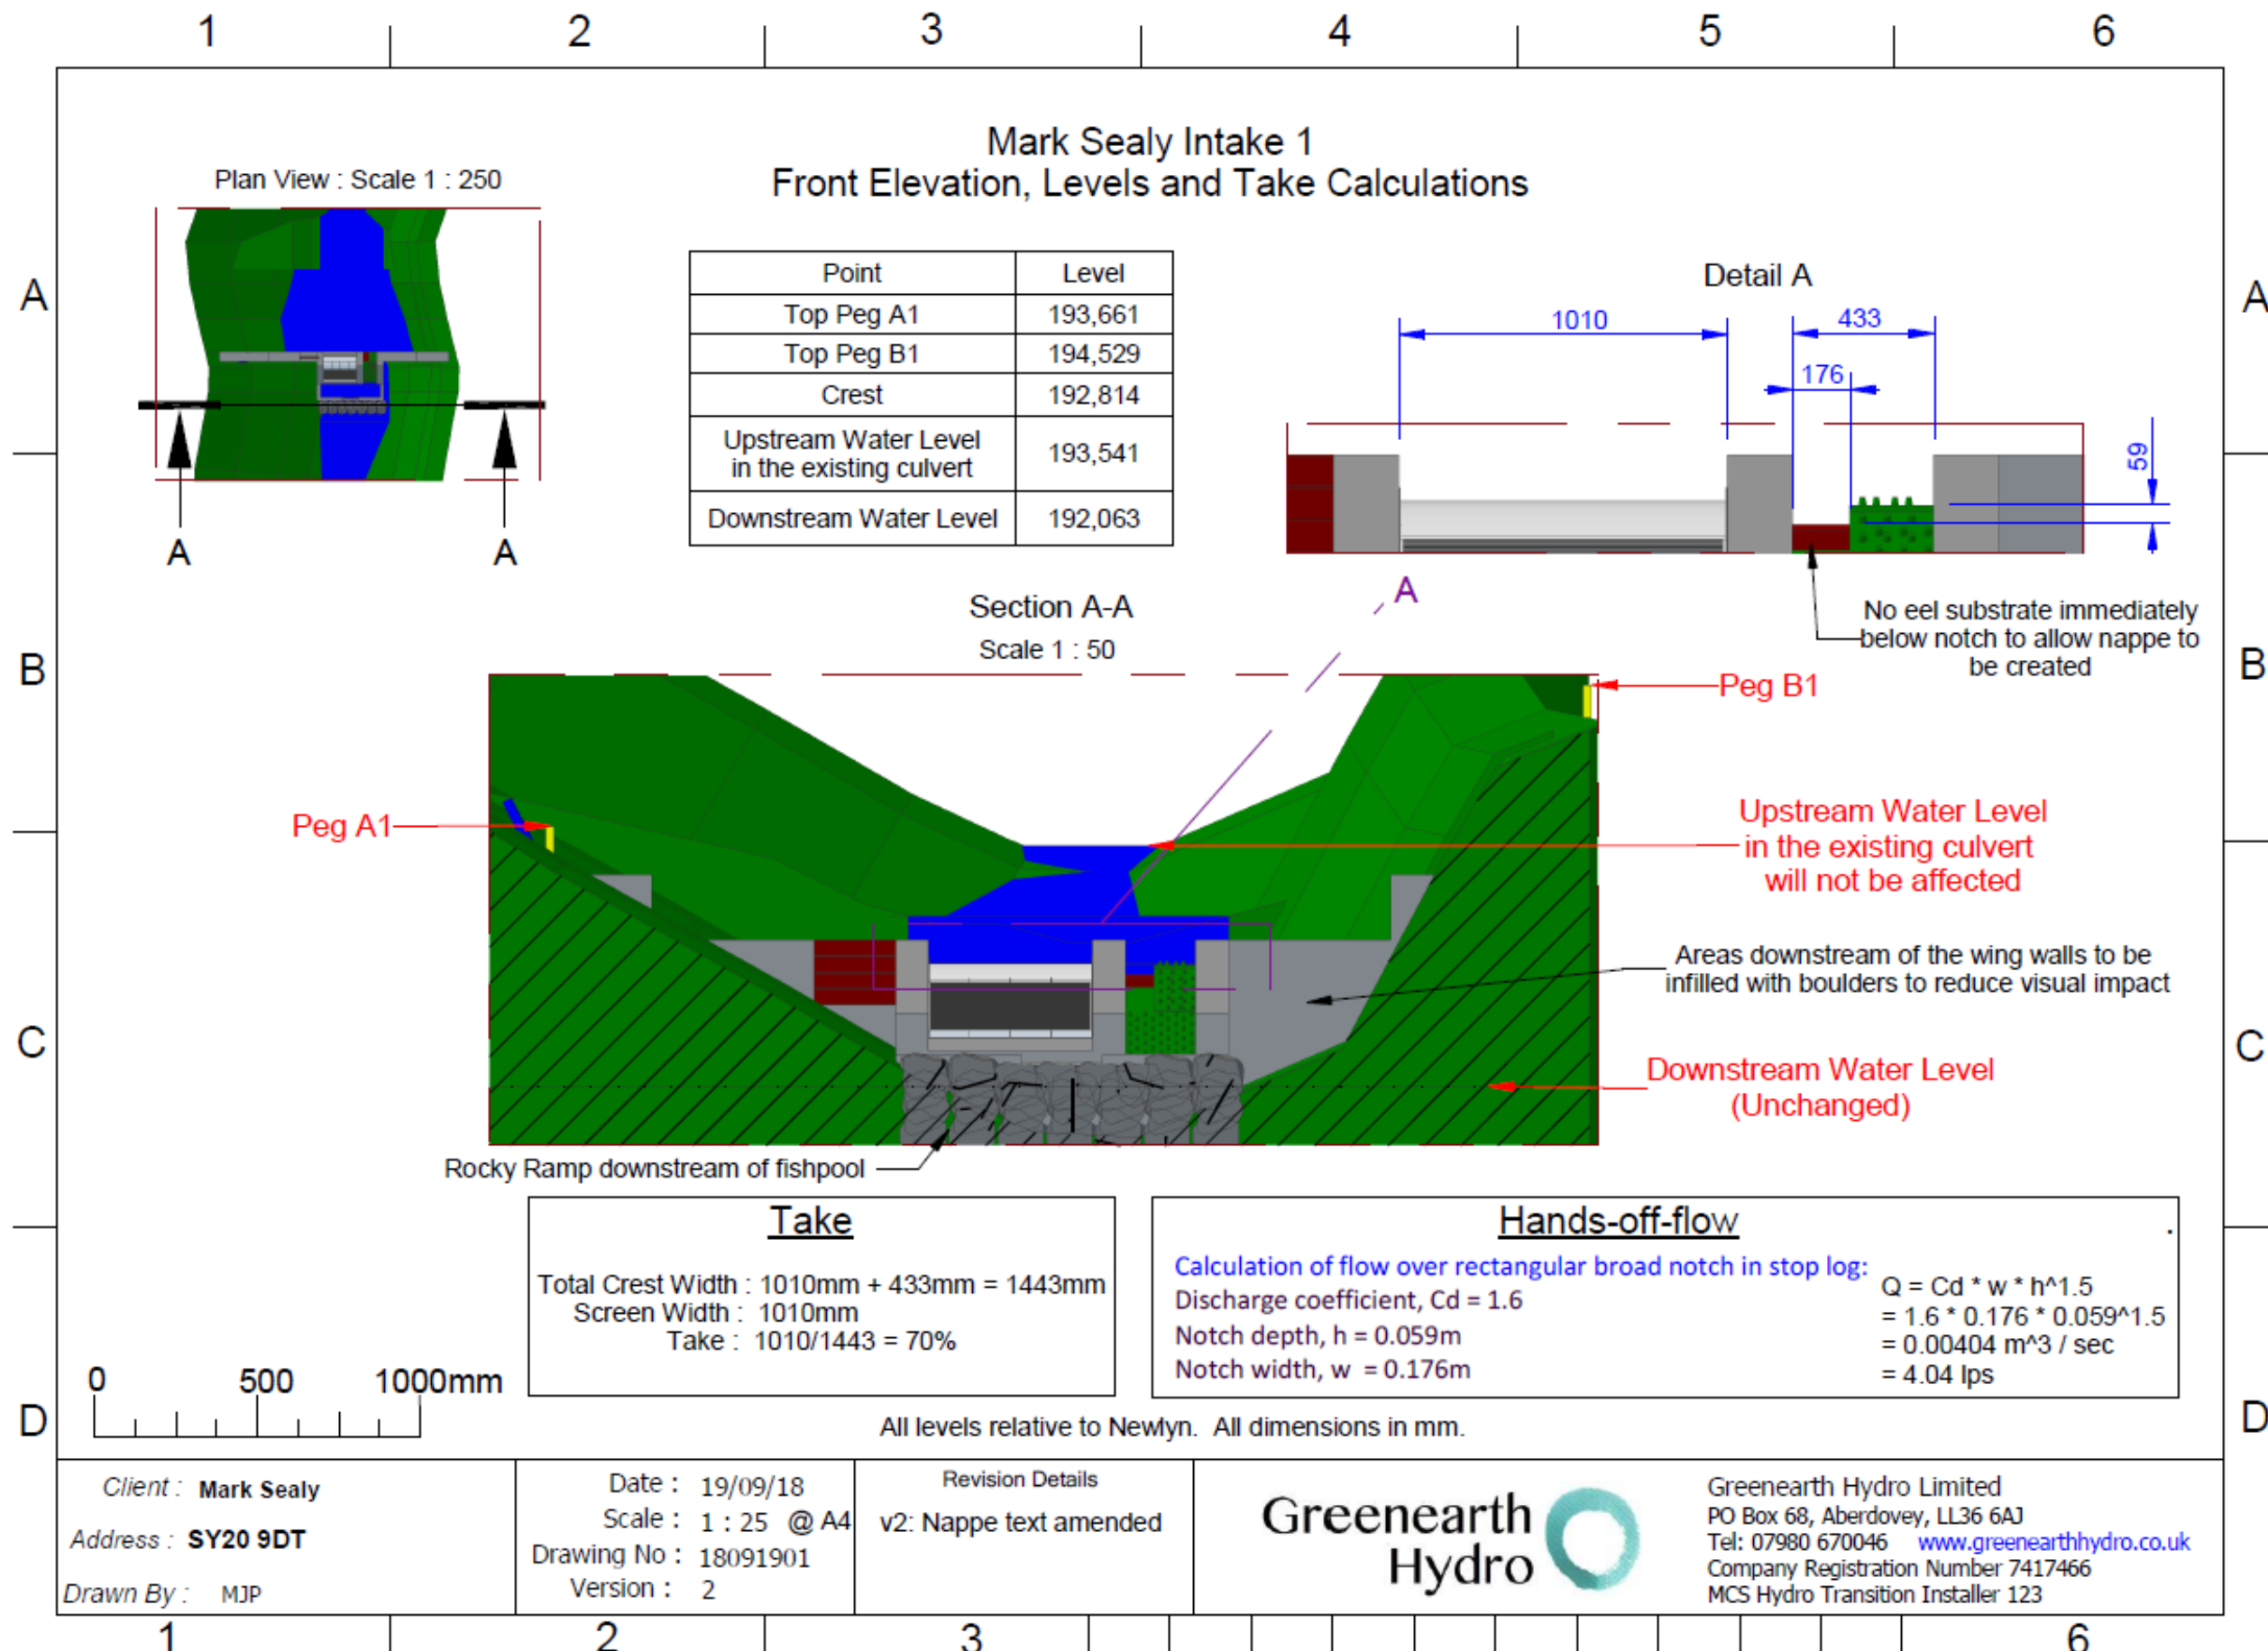 1 2 3 4 5 6
Mark Sealy Intake 1
Front Elevation, Levels and Take Calculations
Plan View : Scale 1 : 250
A A
A A
Point Level
Top Peg A1 193,661
Top Peg B1 194,529
Crest 192,814
Upstream Water Level
in the existing culvert 193,541
Downstream Water Level 192,063
Detail A
1010
433
176
59
No eel substrate immediately
below notch to allow nappe to
be created
Section A-A
Scale 1 : 50
A
B B
Peg B1
Peg A1
Upstream Water Level
in the existing culvert
will not be affected
Areas downstream of the wing walls to be
infilled with boulders to reduce visual impact
C C
Downstream Water Level
(Unchanged)
Rocky Ramp downstream of fishpool
Take
Total Crest Width : 1010mm + 433mm = 1443mm
Screen Width : 1010mm
Take : 1010/1443 = 70%
Hands-off-flow
.
Calculation of flow over rectangular broad notch in stop log:
Discharge coefficient, Cd = 1.6
Notch depth, h = 0.059m
Notch width, w = 0.176m
Q = Cd * w * h^1.5
= 1.6 * 0.176 * 0.059^1.5
= 0.00404 m^3 / sec
= 4.04 lps
0 500 1000mm
D D
All levels relative to Newlyn. All dimensions in mm.
Client : Mark Sealy
Address : SY20 9DT
Drawn By : MJP
Date : 19/09/18
Scale : 1 : 25 @ A4
Drawing No : 18091901
Version : 2
Revision Details
v2: Nappe text amended
Greenearth
Hydro
Greenearth Hydro Limited
PO Box 68, Aberdovey, LL36 6AJ
Tel: 07980 670046 www.greenearthhydro.co.uk
Company Registration Number 7417466
MCS Hydro Transition Installer 123
1 2 3 6